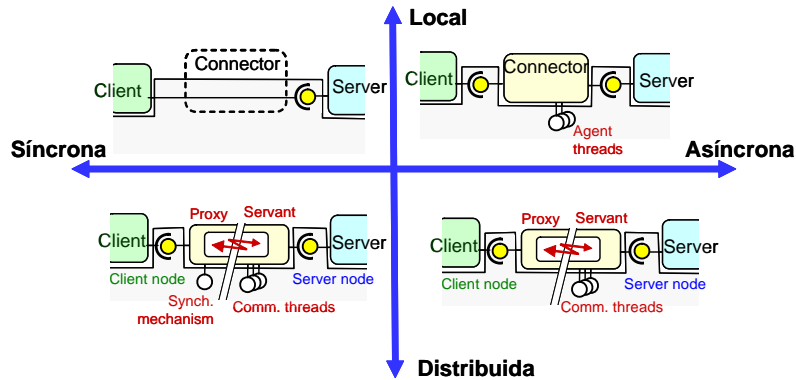 Local
Connector
Client
Server
Connector
Client
Server
Agent
threads
Síncrona
Asíncrona
Proxy
Servant
Client
Server
Client node
Server node
Synch.
mechanism
Comm. threads
Proxy
Servant
Client
Server
Client node
Server node
Comm. threads
Distribuida